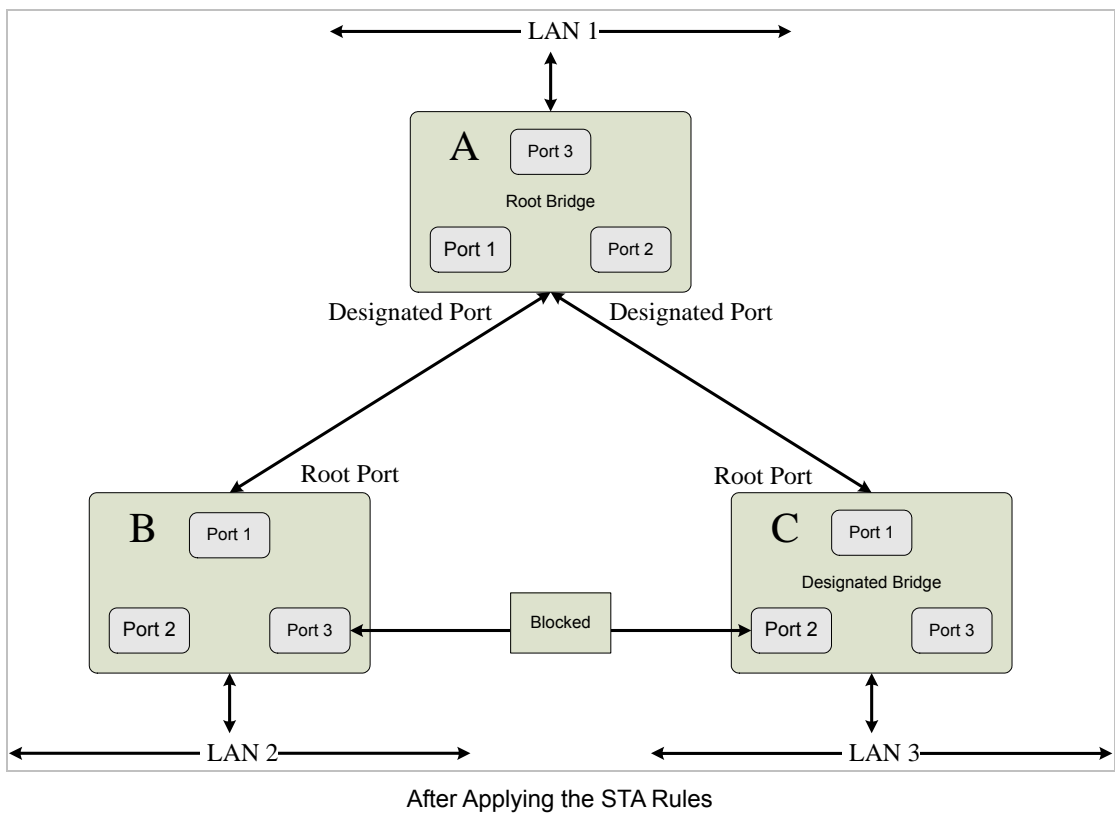 LAN 1
A
Port 3
Root Bridge
Port 1
Port 2
Designated Port
Designated Port
Root Port
Root Port
B
Port 1
Port 2
Port 3
Blocked
C
Port 1
Designated Bridge
Port 2
Port 3
LAN 2
LAN 3
After Applying the STA Rules